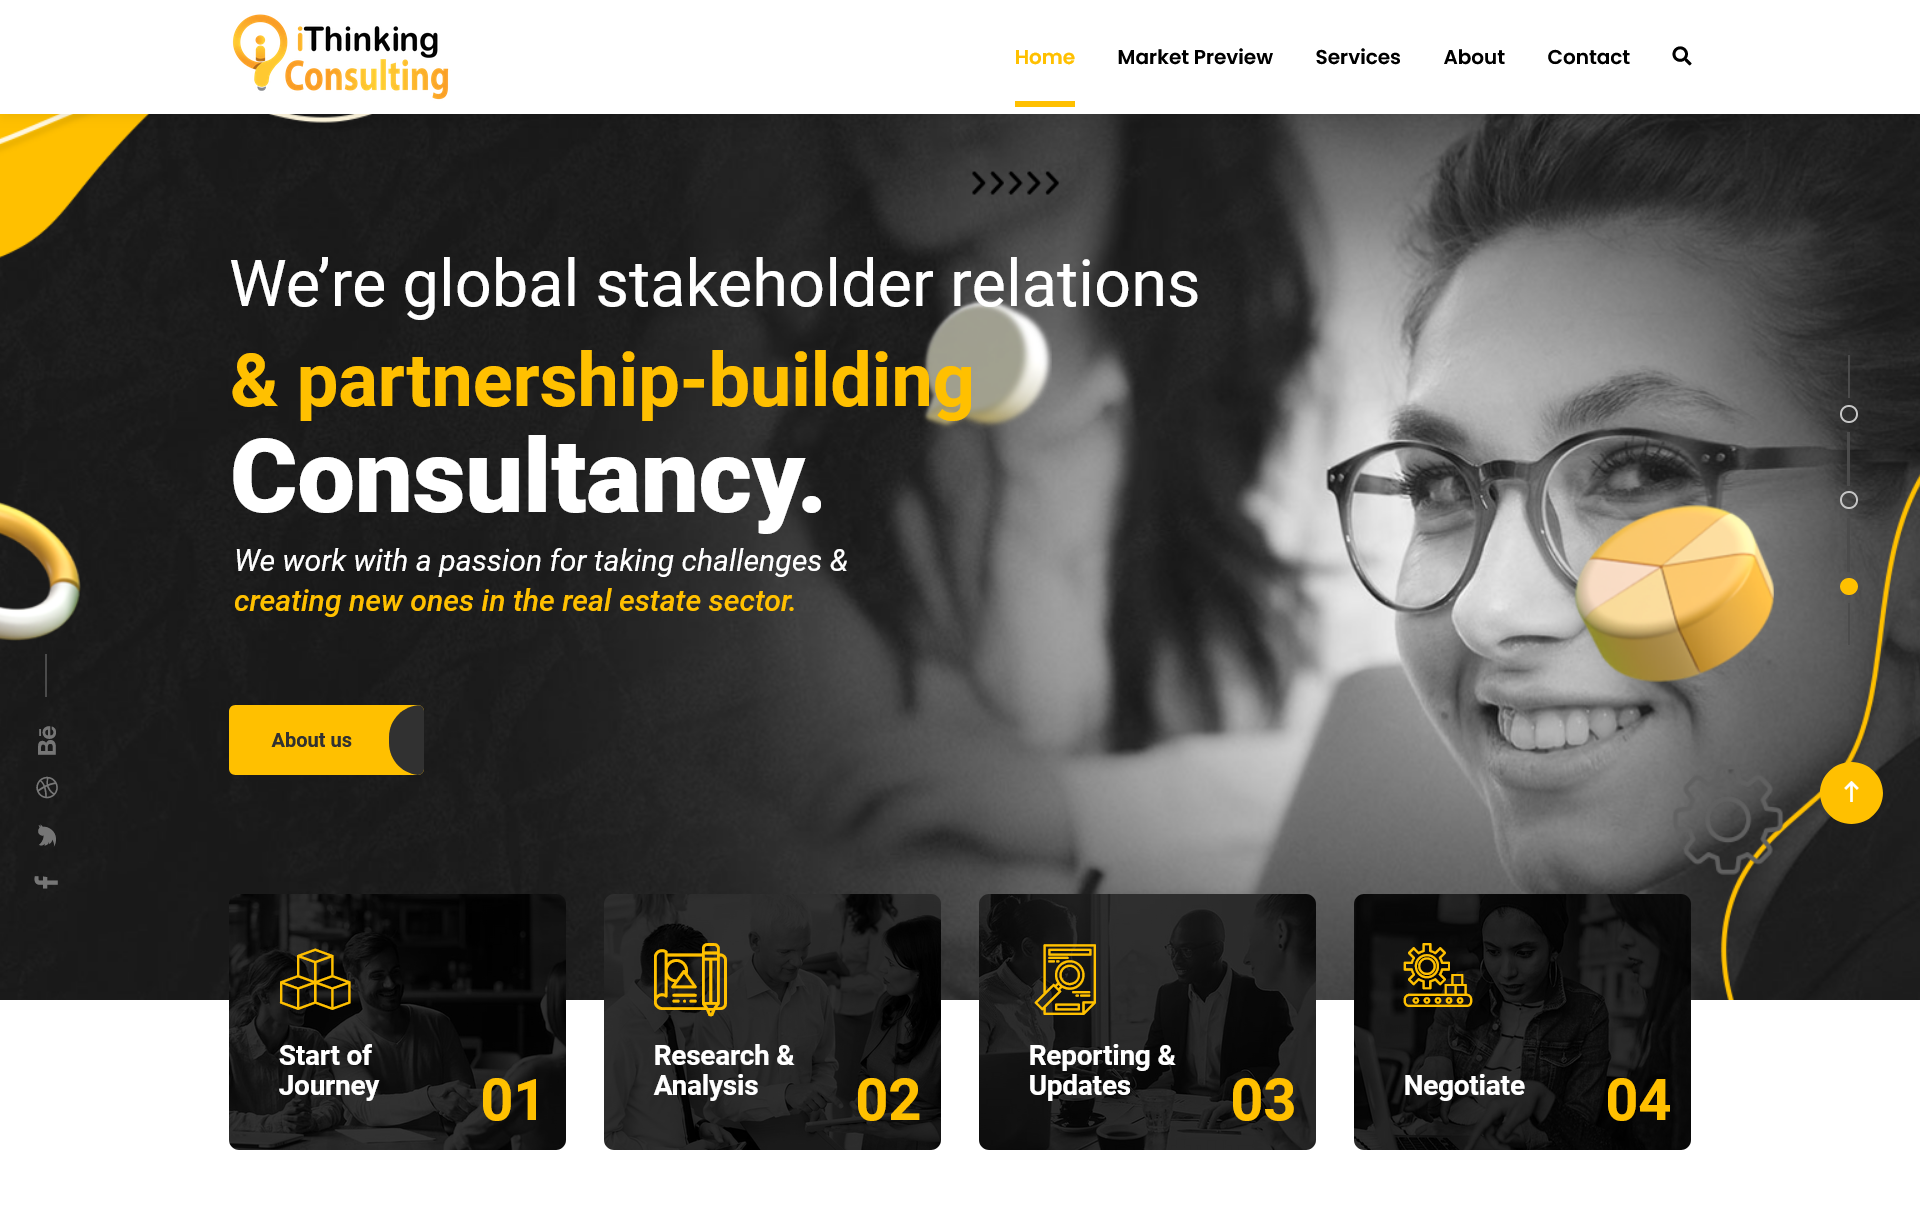 iThinking
Consulting
Home
Market Preview
Services
About
Contact
We’re global stakeholder relations
& partnership-building
Consultancy.
We work with a passion for taking challenges &
creating new ones in the real estate sector.
About us
Bē
Start of
Journey
01
Research &
Analysis
02
Reporting &
Updates
03
Negotiate
04